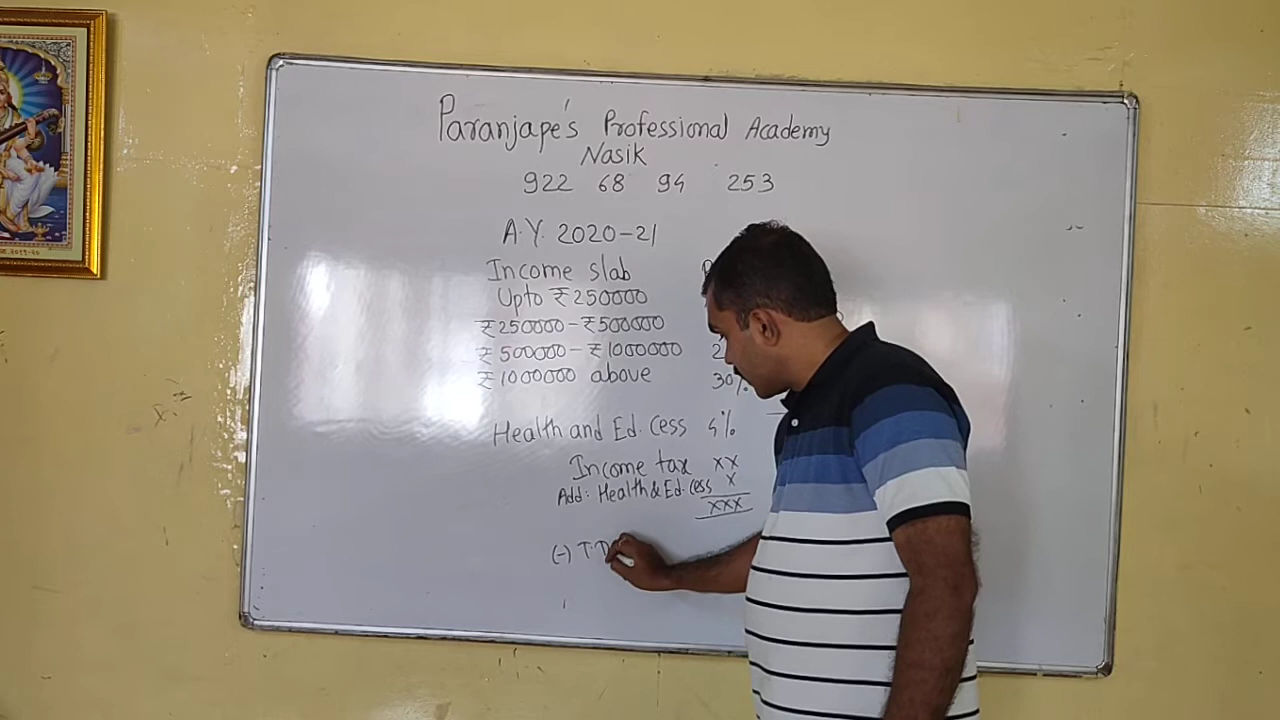 Paranjape's Professional Academy
Nasik
922 68 94 253
A.Y. 2020-21
Income slab
Upto ₹250000
₹250000 - ₹500000
₹500000 - ₹1000000 2
₹1000000 above 30%
Health and Ed. Cess 4%
Income tax xx
Add: Health & Ed. Cess x
xxx
(-) T.D